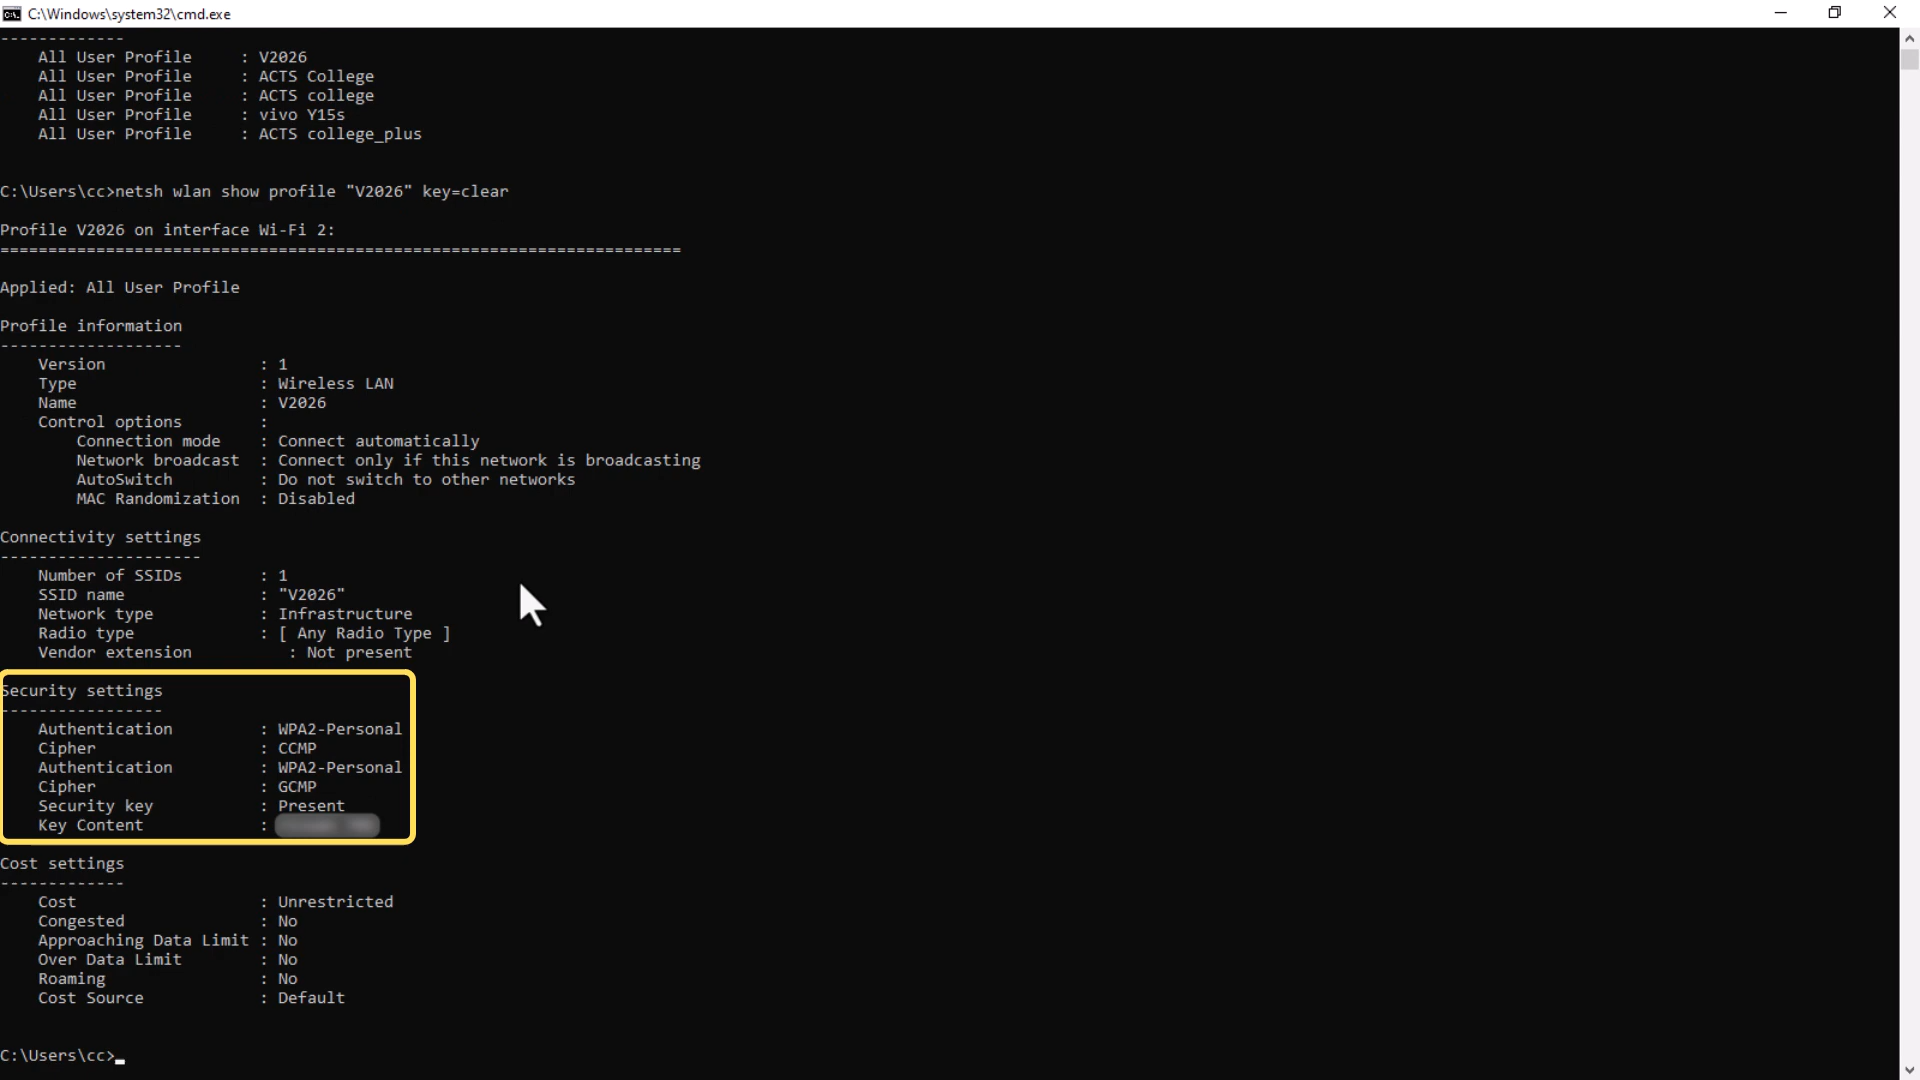 C:\Windows\system32\cmd.exe
-------------
All User Profile : V2026
All User Profile : ACTS College
All User Profile : ACTS college
All User Profile : vivo Y15s
All User Profile : ACTS college_plus
C:\Users\cc>netsh wlan show profile "V2026" key=clear
Profile V2026 on interface Wi-Fi 2:
=======================================================================
Applied: All User Profile
Profile information
-------------------
Version : 1
Type : Wireless LAN
Name : V2026
Control options :
Connection mode : Connect automatically
Network broadcast : Connect only if this network is broadcasting
AutoSwitch : Do not switch to other networks
MAC Randomization : Disabled
Connectivity settings
---------------------
Number of SSIDs : 1
SSID name : "V2026"
Network type : Infrastructure
Radio type : [ Any Radio Type ]
Vendor extension : Not present
Security settings
-----------------
Authentication : WPA2-Personal
Cipher : CCMP
Authentication : WPA2-Personal
Cipher : GCMP
Security key : Present
Key Content :
Cost settings
-------------
Cost : Unrestricted
Congested : No
Approaching Data Limit : No
Over Data Limit : No
Roaming : No
Cost Source : Default
C:\Users\cc>_